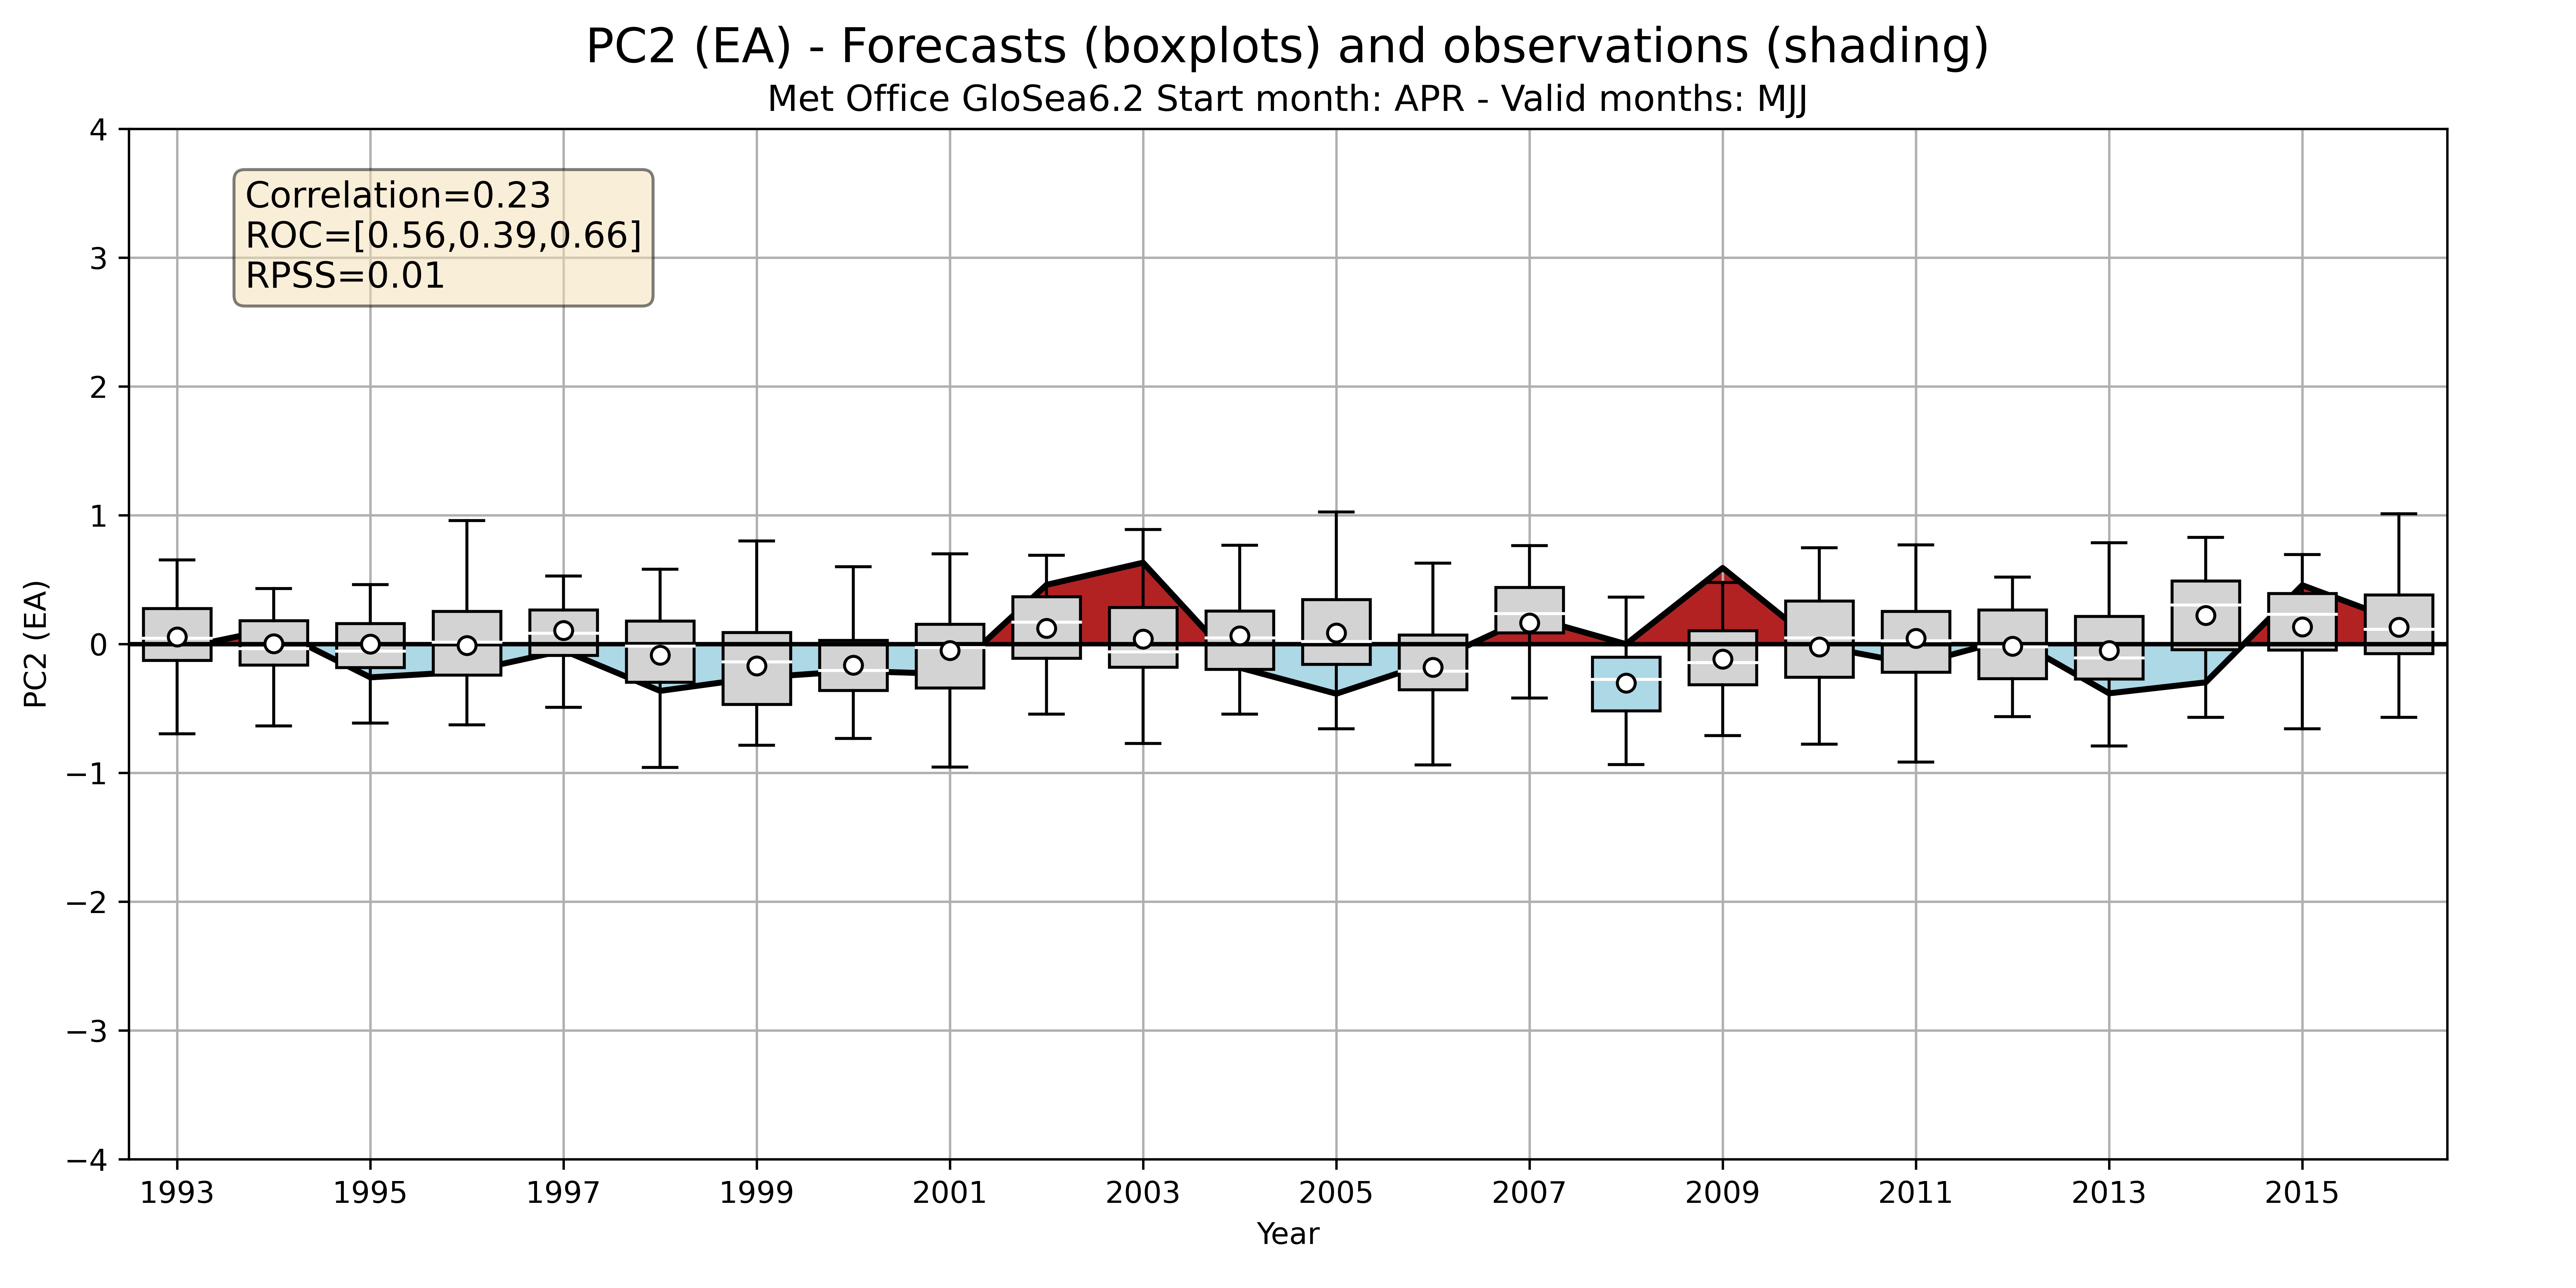 PC2 (EA) - Forecasts (boxplots) and observations (shading)
Met Office GloSea6.2 Start month: APR - Valid months: MJJ
Correlation=0.23
ROC=[0.56,0.39,0.66]
RPSS=0.01
PC2 (EA)
4
3
2
1
0
−1
−2
−3
−4
1993 1995 1997 1999 2001 2003 2005 2007 2009 2011 2013 2015
Year